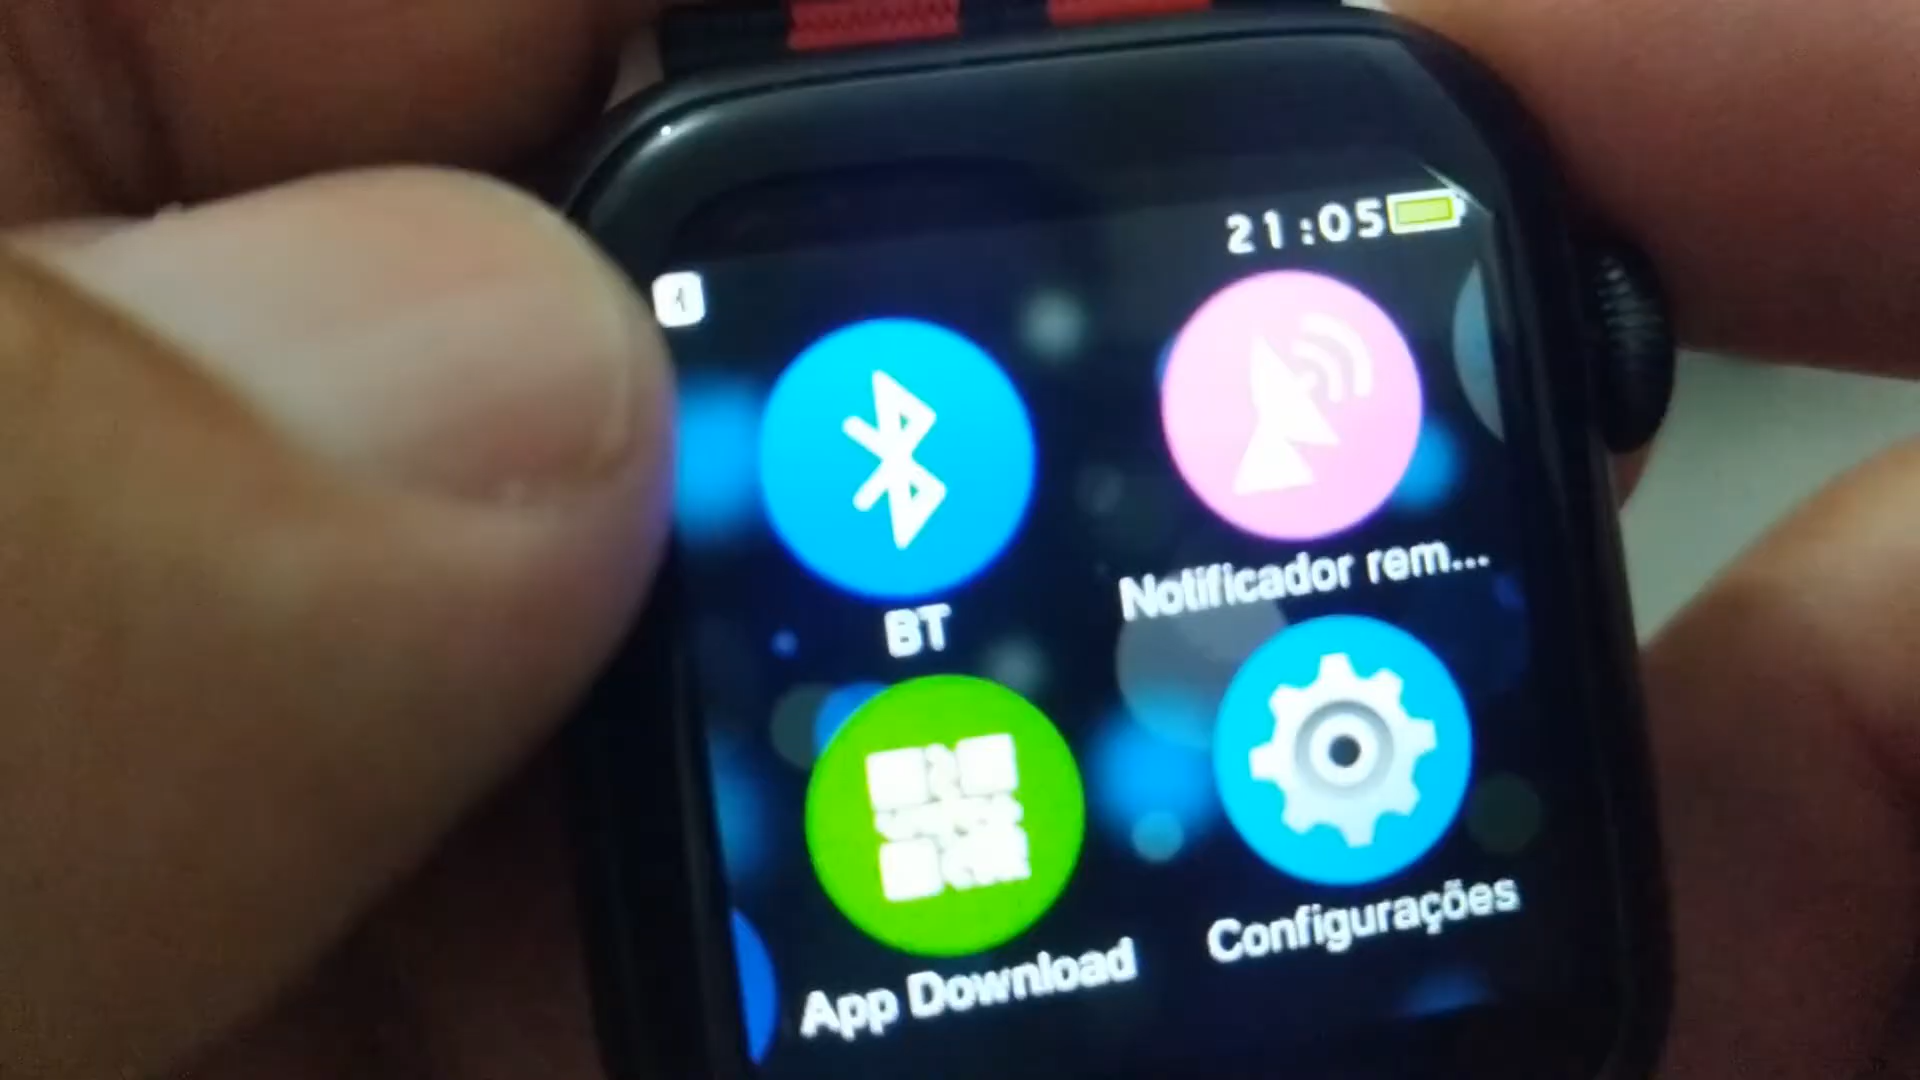 21:05
BT
Notificador rem...
App Download
Configurações